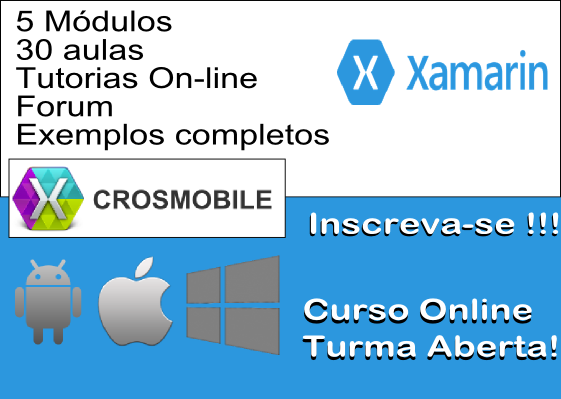 5 Módulos
30 aulas
Tutorias On-line
Forum
Exemplos completos
X Xamarin
X CROSMOBILE
Inscreva-se !!!
Curso Online
Turma Aberta!